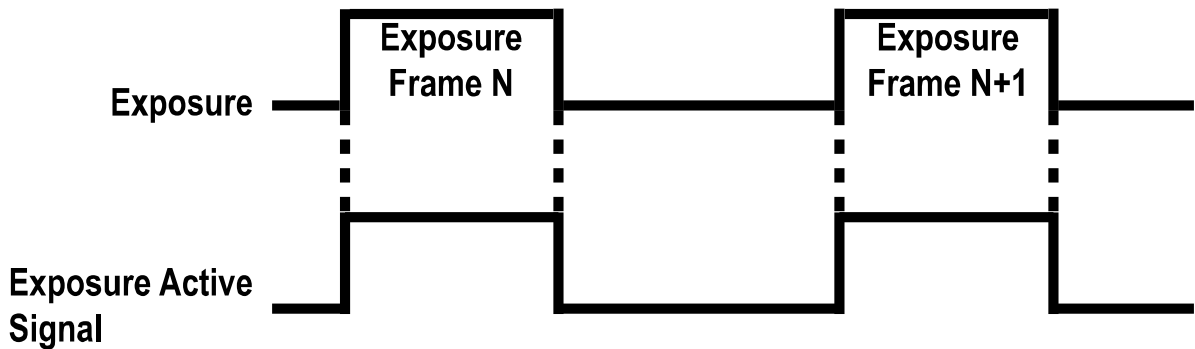 Exposure
Frame N
Exposure
Frame N+1
Exposure
Exposure Active
Signal